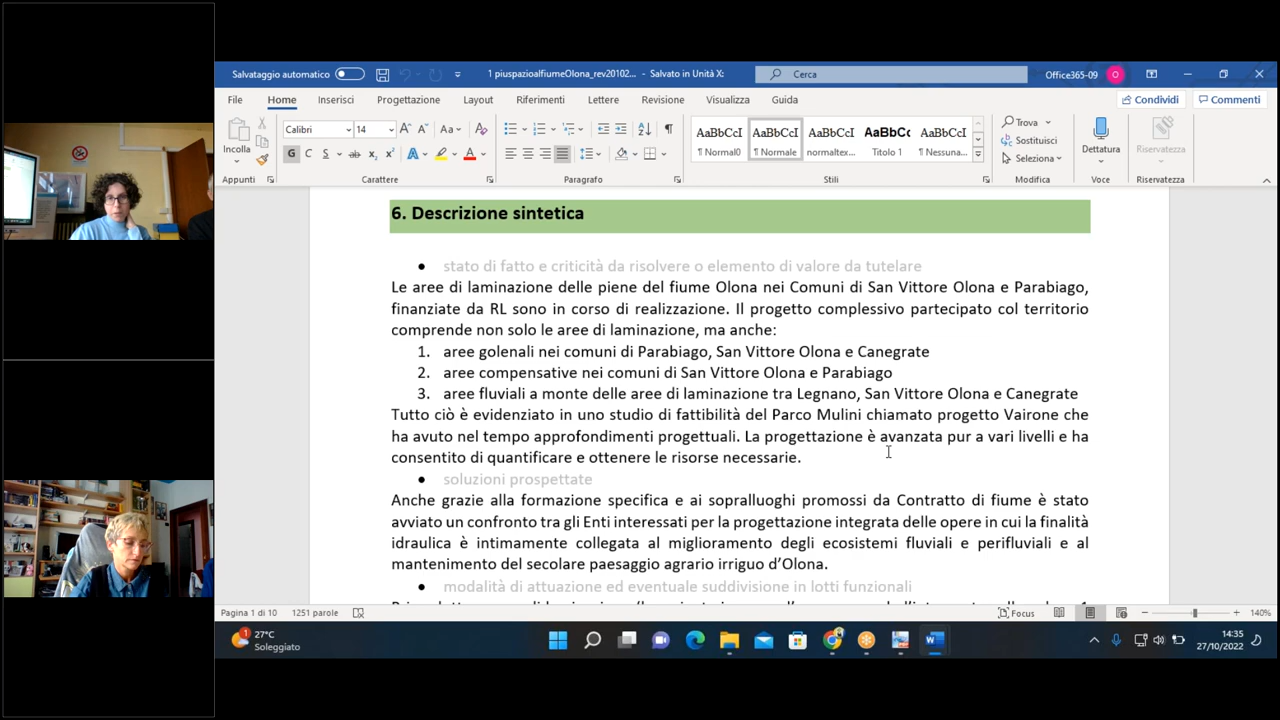 Salvataggio automatico
1 piuspazioalfiumeOlona_rev20102... - Salvato in Unità X:
Cerca
Office365-09
O
File Home Inserisci Progettazione Layout Riferimenti Lettere Revisione Visualizza Guida
Condividi Commenti
Incolla
Calibri 14
Aa
G C S ab x₂ x² A A
AaBbCcI AaBbCcI AaBbCcI AaBbCc AaBbCcI
¶ Normal0 ¶ Normale normaltex... Titolo 1 ¶ Nessuna...
Trova
Sostituisci
Seleziona
Dettatura
Riservatezza
Appunti Carattere Paragrafo Stili Modifica Voce Riservatezza
6. Descrizione sintetica
• stato di fatto e criticità da risolvere o elemento di valore da tutelare
Le aree di laminazione delle piene del fiume Olona nei Comuni di San Vittore Olona e Parabiago,
finanziate da RL sono in corso di realizzazione. Il progetto complessivo partecipato col territorio
comprende non solo le aree di laminazione, ma anche:
1. aree golenali nei comuni di Parabiago, San Vittore Olona e Canegrate
2. aree compensative nei comuni di San Vittore Olona e Parabiago
3. aree fluviali a monte delle aree di laminazione tra Legnano, San Vittore Olona e Canegrate
Tutto ciò è evidenziato in uno studio di fattibilità del Parco Mulini chiamato progetto Vairone che
ha avuto nel tempo approfondimenti progettuali. La progettazione è avanzata pur a vari livelli e ha
consentito di quantificare e ottenere le risorse necessarie.
• soluzioni prospettate
Anche grazie alla formazione specifica e ai sopralluoghi promossi da Contratto di fiume è stato
avviato un confronto tra gli Enti interessati per la progettazione integrata delle opere in cui la finalità
idraulica è intimamente collegata al miglioramento degli ecosistemi fluviali e perifluviali e al
mantenimento del secolare paesaggio agrario irriguo d'Olona.
• modalità di attuazione ed eventuale suddivisione in lotti funzionali
Pagina 1 di 10 1251 parole
Focus
140%
1
27°C
Soleggiato
14:35
27/10/2022